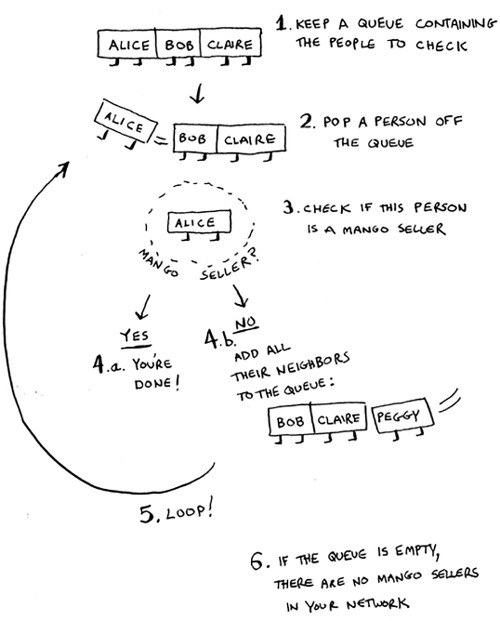 ALICE BOB CLAIRE
1. KEEP A QUEUE CONTAINING
THE PEOPLE TO CHECK
ALICE
BOB CLAIRE
2. POP A PERSON OFF
THE QUEUE
ALICE
MANGO SELLER?
3. CHECK IF THIS PERSON
IS A MANGO SELLER
YES
4.a. YOU'RE
DONE!
NO
4.b.
ADD ALL
THEIR NEIGHBORS
TO THE QUEUE:
BOB CLAIRE PEGGY
5. LOOP!
6. IF THE QUEUE IS EMPTY,
THERE ARE NO MANGO SELLERS
IN YOUR NETWORK